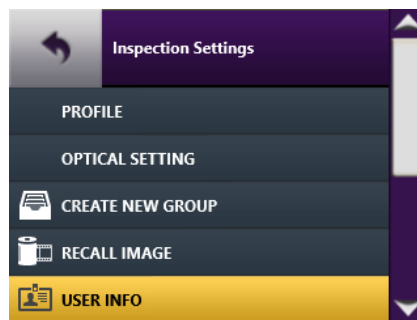 Inspection Settings
PROFILE
OPTICAL SETTING
CREATE NEW GROUP
RECALL IMAGE
USER INFO